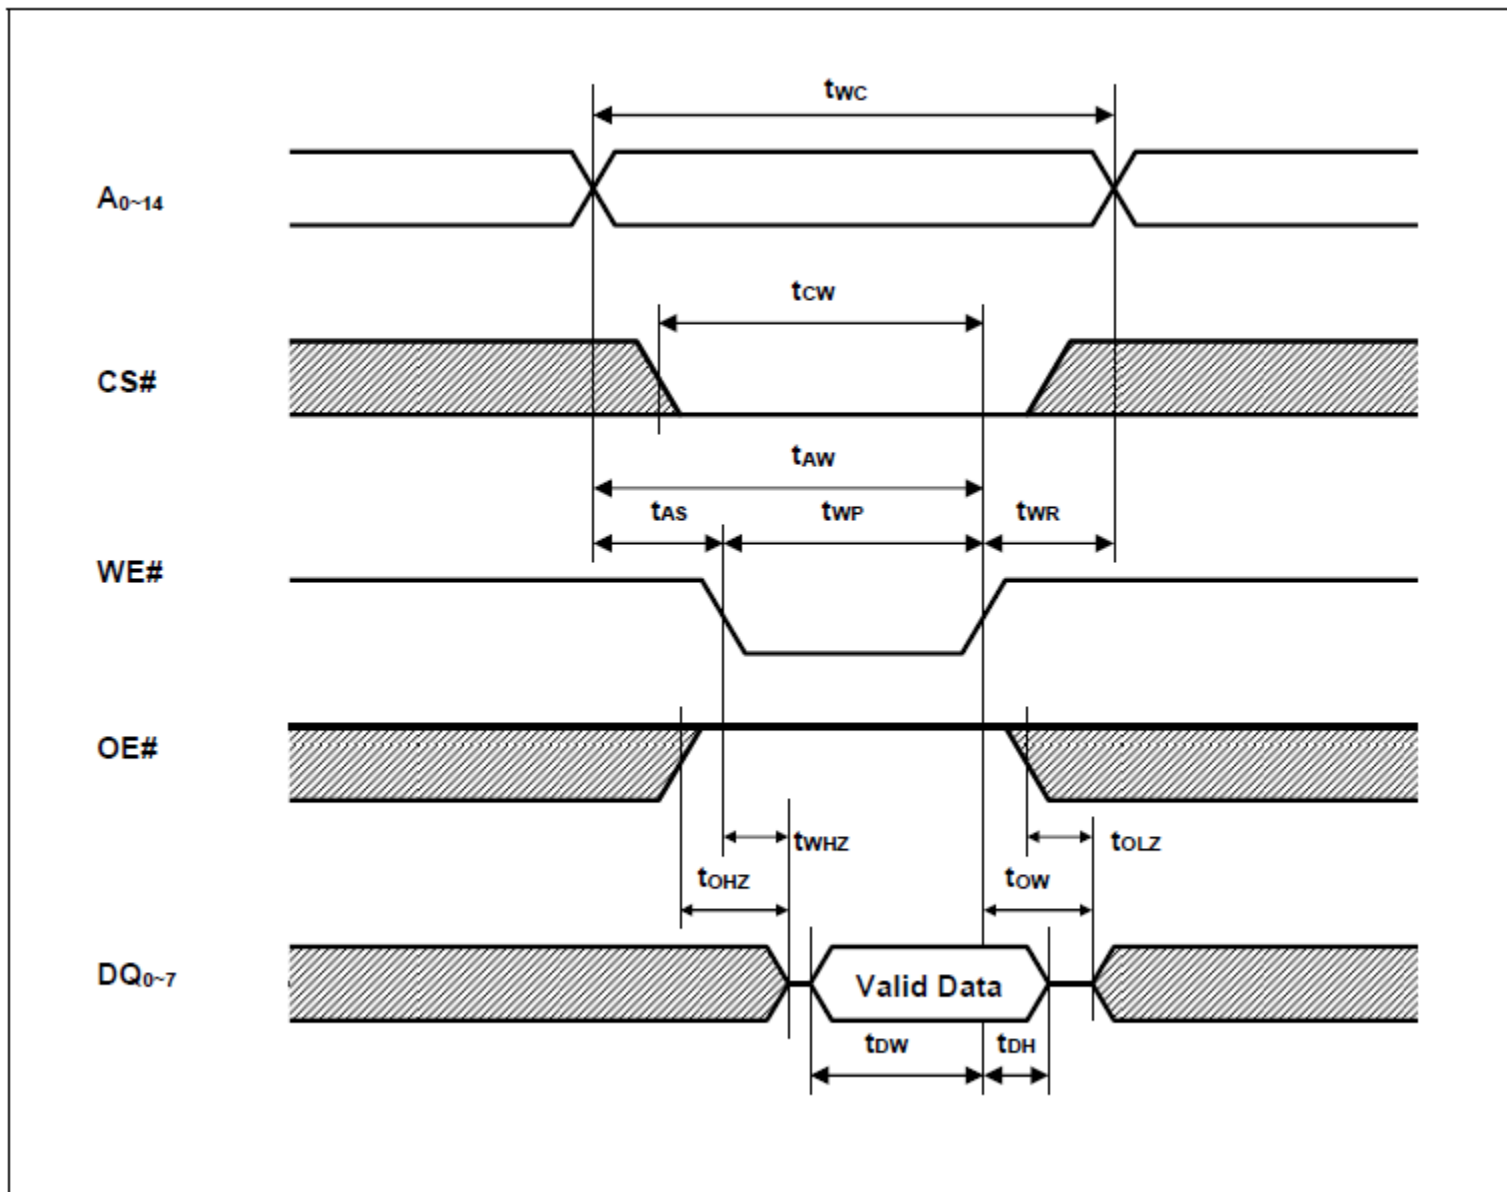 tWC
A0~14
tCW
CS#
tAW
tAS tWP tWR
WE#
OE#
tWHZ tOLZ
tOHZ tOW
DQ0~7 Valid Data
tDW tDH